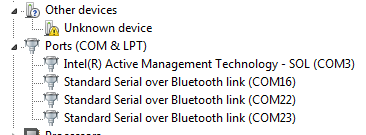 Other devices
Unknown device
Ports (COM & LPT)
Intel(R) Active Management Technology - SOL (COM3)
Standard Serial over Bluetooth link (COM16)
Standard Serial over Bluetooth link (COM22)
Standard Serial over Bluetooth link (COM23)